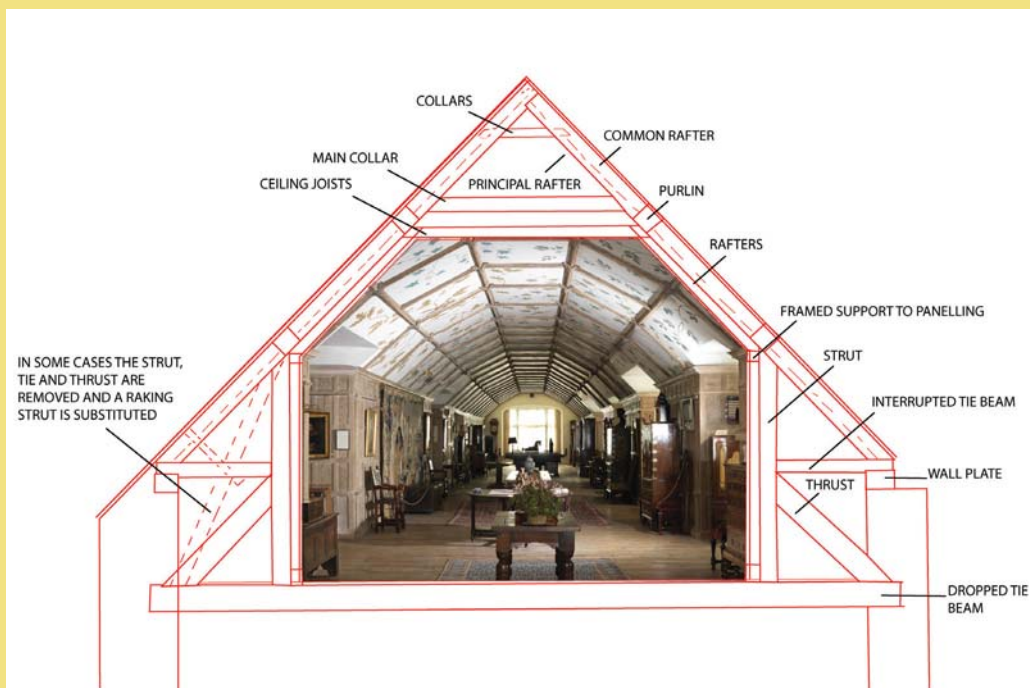 COLLARS
COMMON RAFTER
MAIN COLLAR
PRINCIPAL RAFTER
CEILING JOISTS
PURLIN
RAFTERS
FRAMED SUPPORT TO PANELLING
IN SOME CASES THE STRUT,
TIE AND THRUST ARE
REMOVED AND A RAKING
STRUT IS SUBSTITUTED
STRUT
INTERRUPTED TIE BEAM
WALL PLATE
THRUST
DROPPED TIE
BEAM